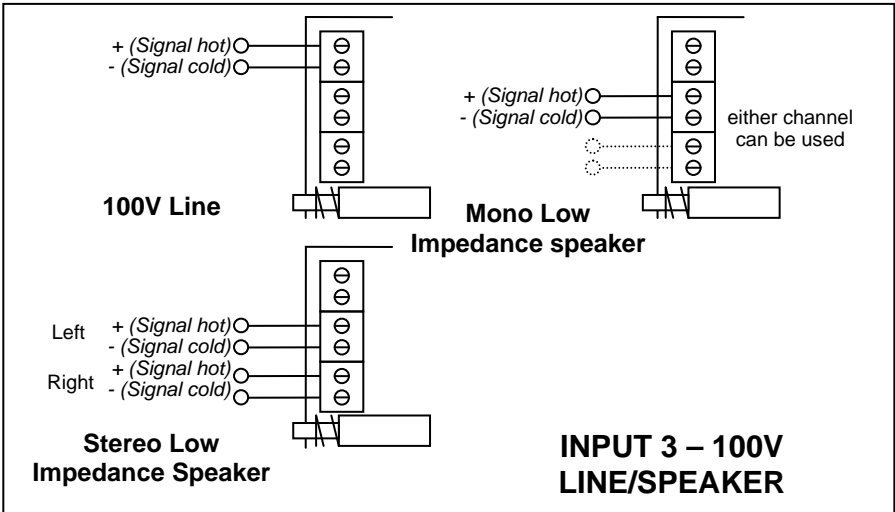 + (Signal hot)
- (Signal cold)
100V Line
+ (Signal hot)
- (Signal cold)
either channel
can be used
Mono Low
Impedance speaker
Left
+ (Signal hot)
- (Signal cold)
Right
+ (Signal hot)
- (Signal cold)
Stereo Low
Impedance Speaker
INPUT 3 – 100V
LINE/SPEAKER